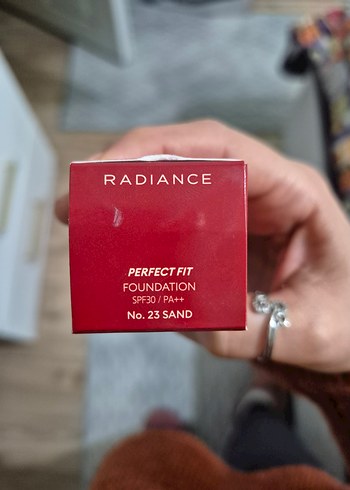 RADIANCE
PERFECT FIT
FOUNDATION
SPF30 / PA++
No. 23 SAND